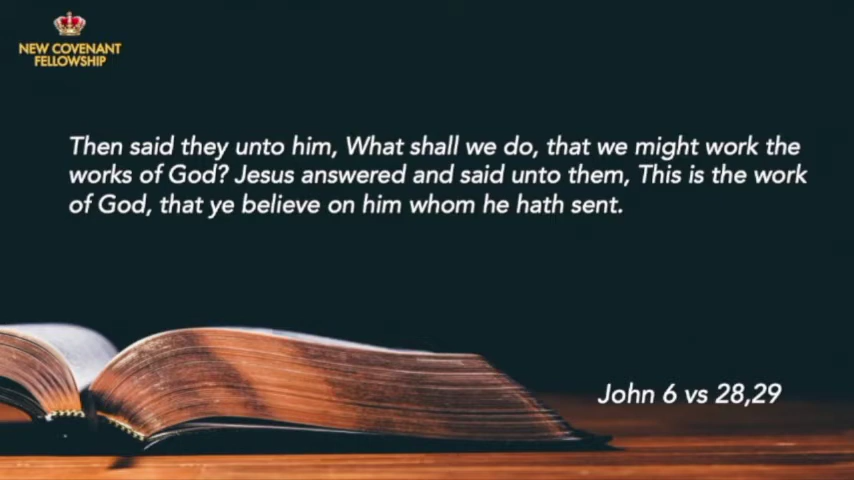 NEW COVENANT
FELLOWSHIP
Then said they unto him, What shall we do, that we might work the
works of God? Jesus answered and said unto them, This is the work
of God, that ye believe on him whom he hath sent.
John 6 vs 28,29